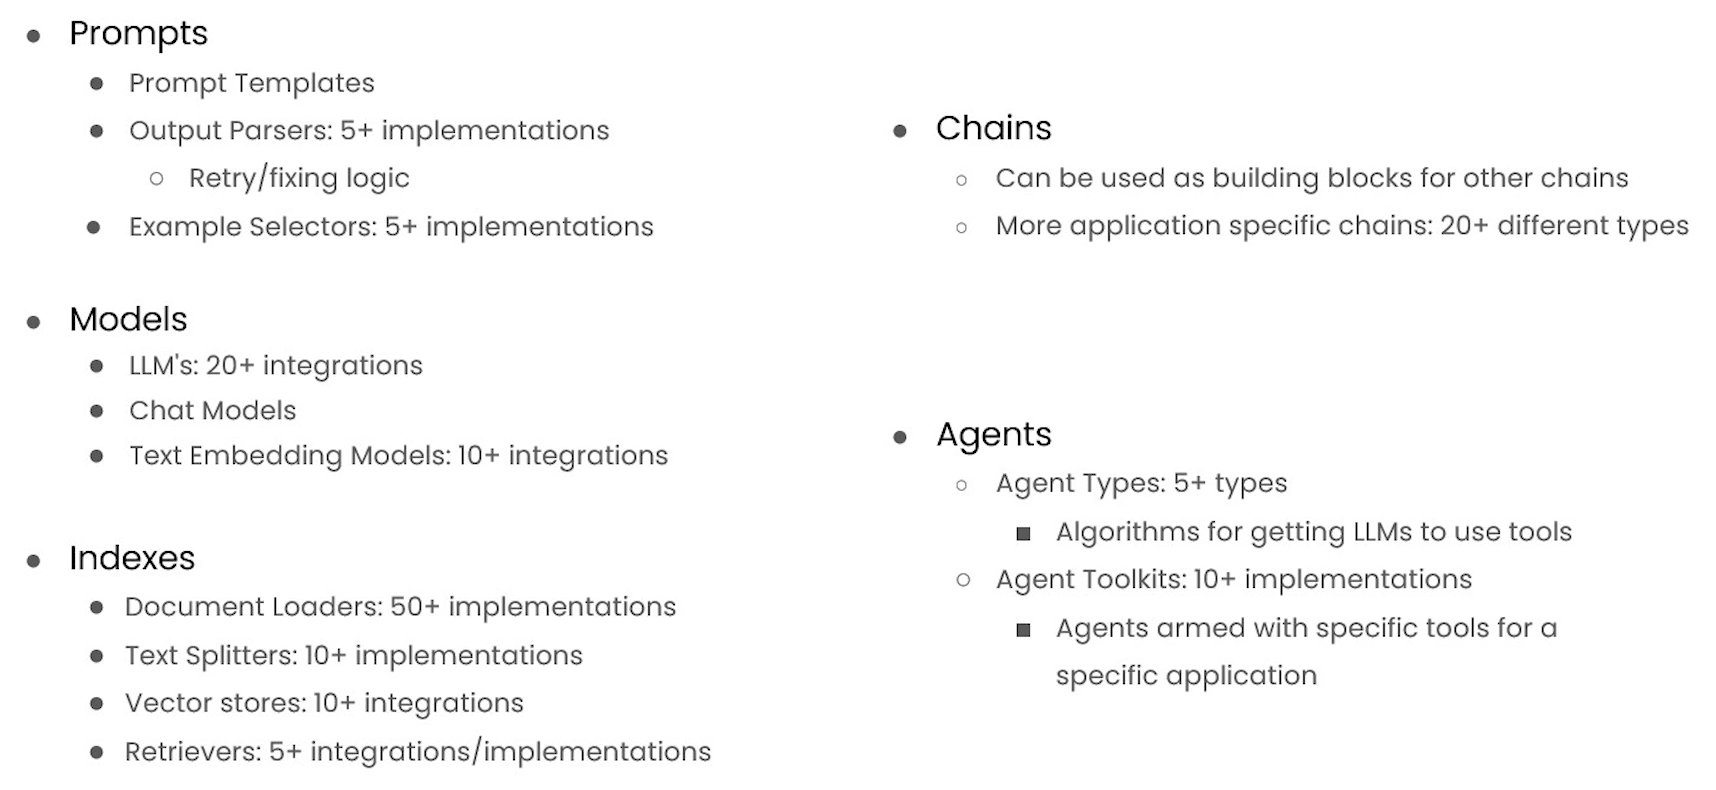 Prompts
Prompt Templates
Output Parsers: 5+ implementations
Retry/fixing logic
Example Selectors: 5+ implementations
Models
LLM's: 20+ integrations
Chat Models
Text Embedding Models: 10+ integrations
Indexes
Document Loaders: 50+ implementations
Text Splitters: 10+ implementations
Vector stores: 10+ integrations
Retrievers: 5+ integrations/implementations
Chains
Can be used as building blocks for other chains
More application specific chains: 20+ different types
Agents
Agent Types: 5+ types
Algorithms for getting LLMs to use tools
Agent Toolkits: 10+ implementations
Agents armed with specific tools for a
specific application